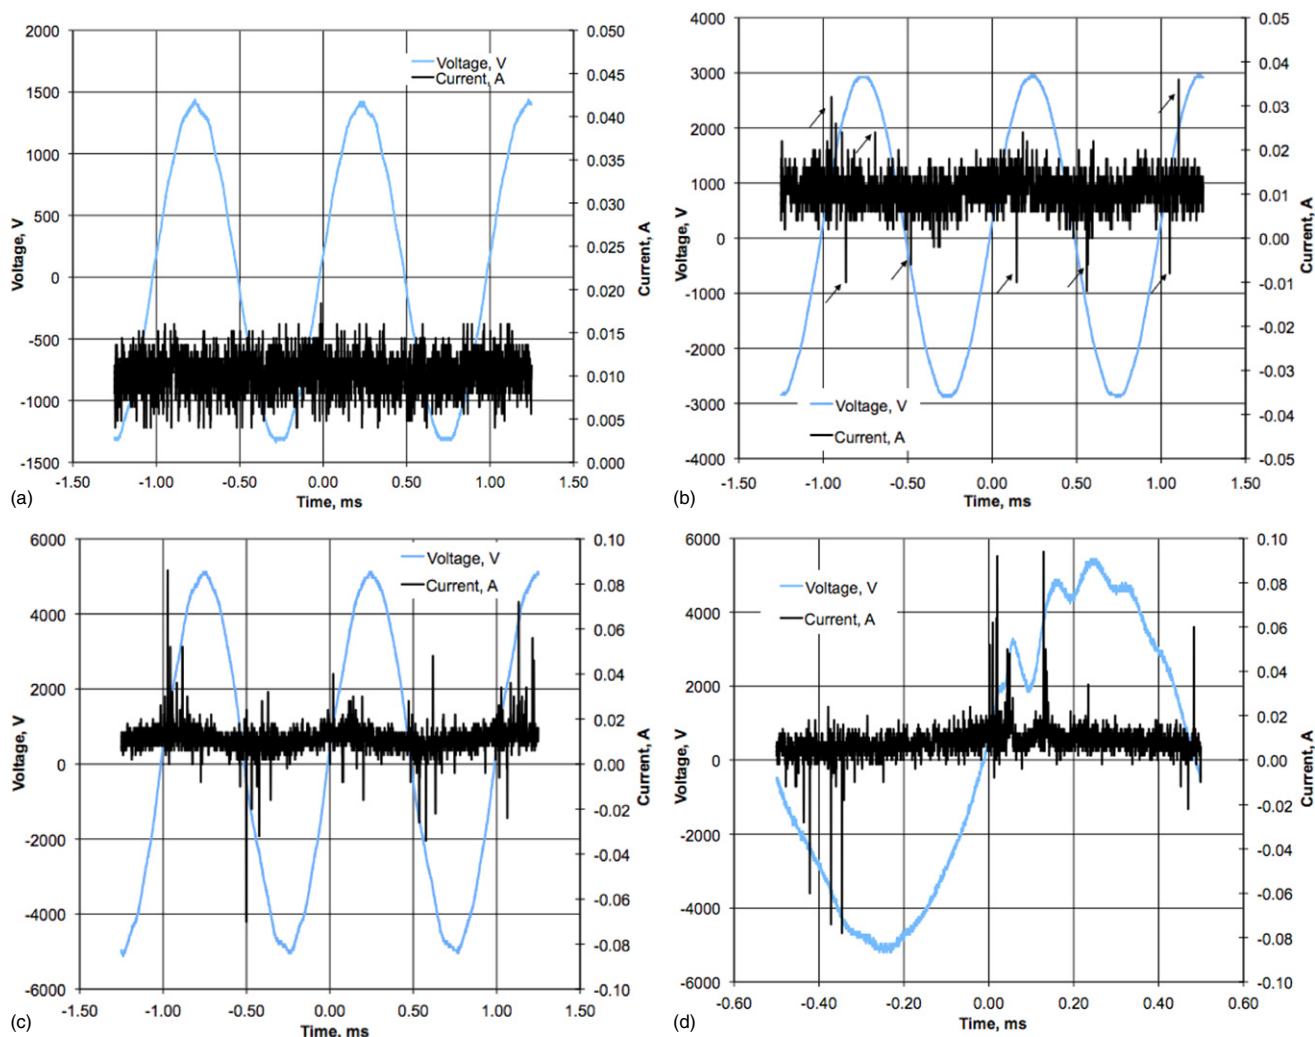 2000
1500
1000
500
0
-500
-1000
-1500
Voltage, V
0.050
0.045
0.040
0.035
0.030
0.025
0.020
0.015
0.010
0.005
0.000
Current, A
Voltage, V
Current, A
-1.50 -1.00 -0.50 0.00 0.50 1.00 1.50
Time, ms
(a)
4000
3000
2000
1000
0
-1000
-2000
-3000
-4000
Voltage, V
0.05
0.04
0.03
0.02
0.01
0.00
-0.01
-0.02
-0.03
-0.04
-0.05
Current, A
Voltage, V
Current, A
-1.50 -1.00 -0.50 0.00 0.50 1.00 1.50
Time, ms
(b)
6000
4000
2000
0
-2000
-4000
-6000
Voltage, V
0.10
0.08
0.06
0.04
0.02
0.00
-0.02
-0.04
-0.06
-0.08
-0.10
Current, A
Voltage, V
Current, A
-1.50 -1.00 -0.50 0.00 0.50 1.00 1.50
Time, ms
(c)
6000
4000
2000
0
-2000
-4000
-6000
Voltage, V
0.10
0.08
0.06
0.04
0.02
0.00
-0.02
-0.04
-0.06
-0.08
-0.10
Current, A
Voltage, V
Current, A
-0.60 -0.40 -0.20 0.00 0.20 0.40 0.60
Time, ms
(d)